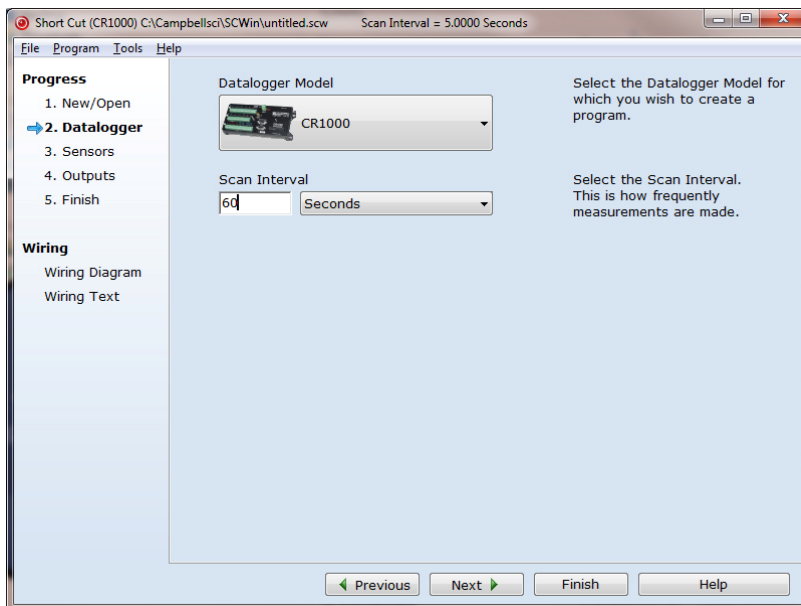 Short Cut (CR1000) C:\Campbellsci\SCWin\untitled.scw Scan Interval = 5.0000 Seconds
File Program Tools Help
Progress
1. New/Open
2. Datalogger
3. Sensors
4. Outputs
5. Finish
Wiring
Wiring Diagram
Wiring Text
Datalogger Model
CR1000
Select the Datalogger Model for
which you wish to create a
program.
Scan Interval
60 Seconds
Select the Scan Interval.
This is how frequently
measurements are made.
Previous Next Finish Help